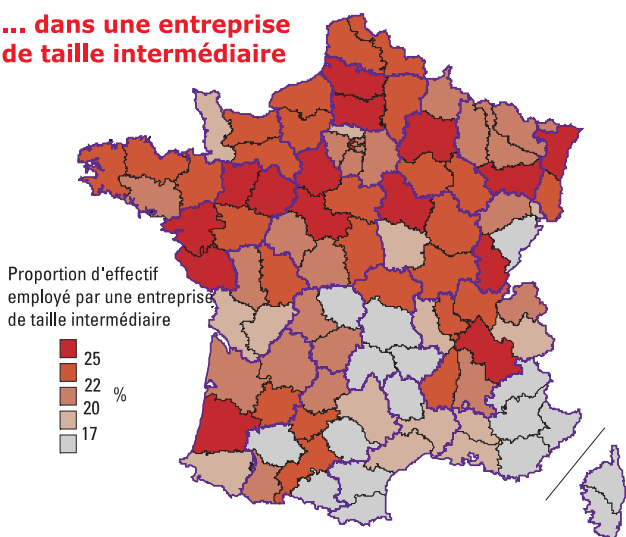 ... dans une entreprise
de taille intermédiaire
Proportion d'effectif
employé par une entreprise
de taille intermédiaire
25
22
20
17
%